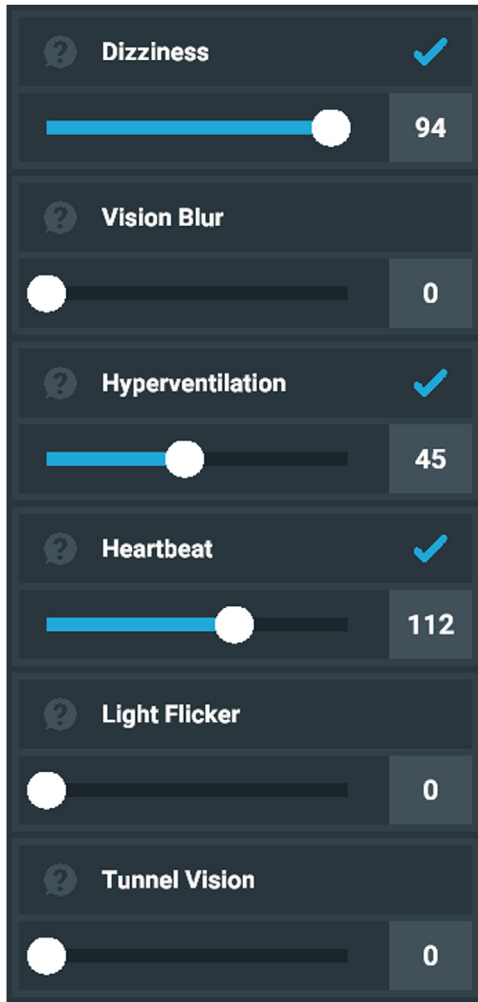 Dizziness
94
Vision Blur
0
Hyperventilation
45
Heartbeat
112
Light Flicker
0
Tunnel Vision
0